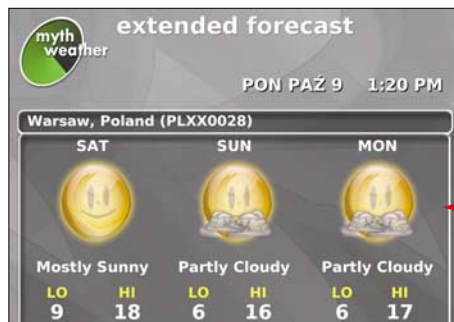 myth
weather
extended forecast
PON PAŹ 9 1:20 PM
Warsaw, Poland (PLXX0028)
SAT SUN MON
Mostly Sunny Partly Cloudy Partly Cloudy
LO HI LO HI LO HI
9 18 6 16 6 17